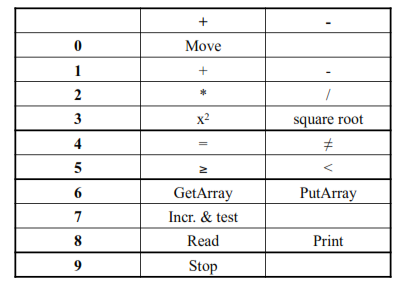 + -
0 Move
1 + -
2 * /
3 x² square root
4 = ≠
5 ≥ <
6 GetArray PutArray
7 Incr. & test
8 Read Print
9 Stop